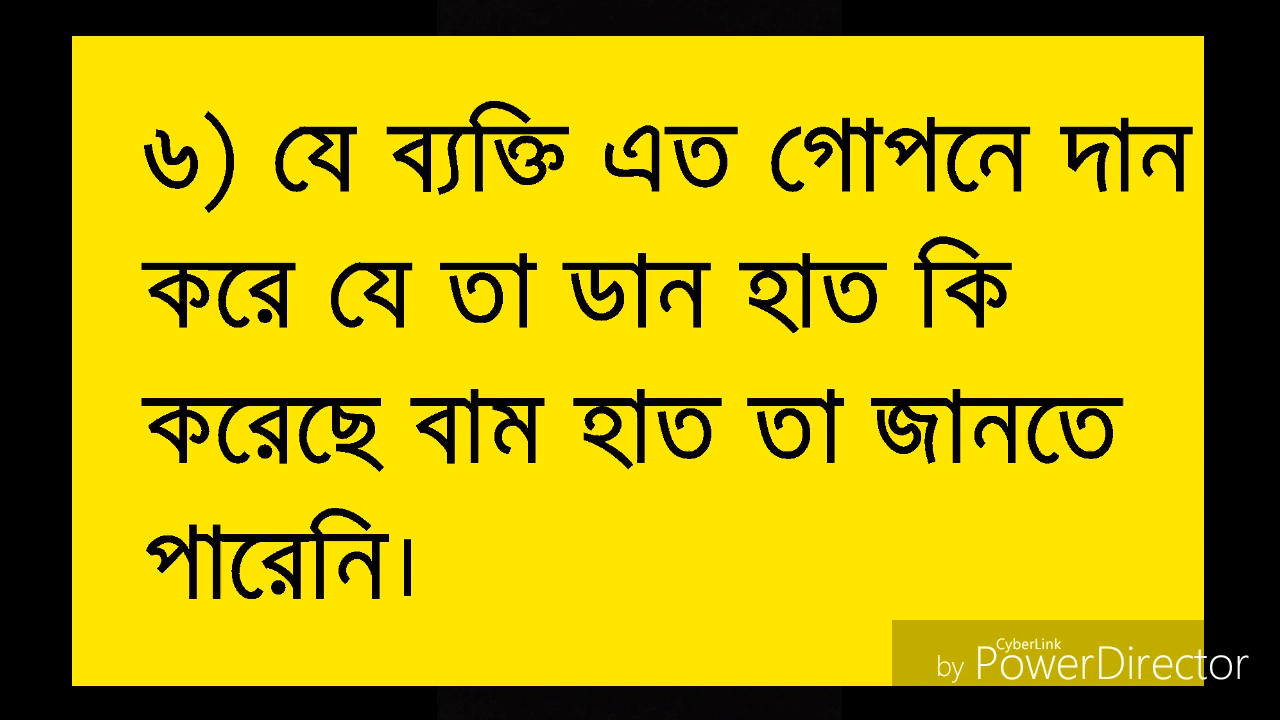 ৬) যে ব্যক্তি এত গোপনে দান
করে যে তা ডান হাত কি
করেছে বাম হাত তা জানতে
পারেনি।
CyberLink
by PowerDirector